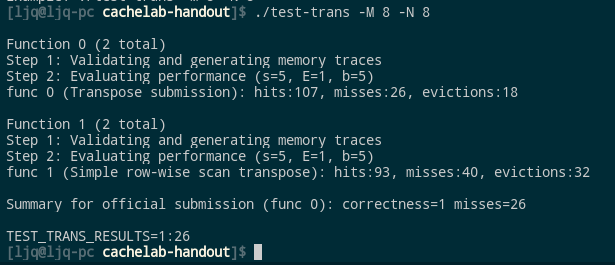 [ljq@ljq-pc cachelab-handout]$ ./test-trans -M 8 -N 8
Function 0 (2 total)
Step 1: Validating and generating memory traces
Step 2: Evaluating performance (s=5, E=1, b=5)
func 0 (Transpose submission): hits:107, misses:26, evictions:18
Function 1 (2 total)
Step 1: Validating and generating memory traces
Step 2: Evaluating performance (s=5, E=1, b=5)
func 1 (Simple row-wise scan transpose): hits:93, misses:40, evictions:32
Summary for official submission (func 0): correctness=1 misses=26
TEST_TRANS_RESULTS=1:26
[ljq@ljq-pc cachelab-handout]$